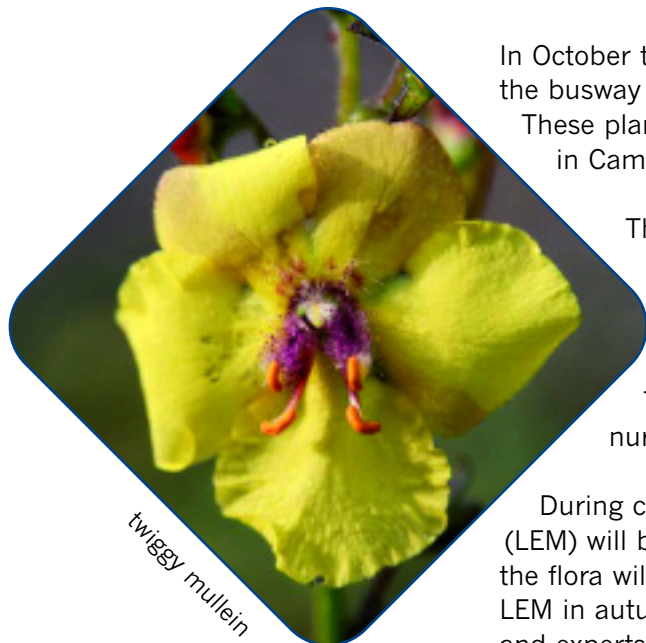 In October t
the busway
These plar
in Cam
Th
T
nur
During c
(LEM) will b
the flora wil
LEM in autu
and experts
twiggy mullein